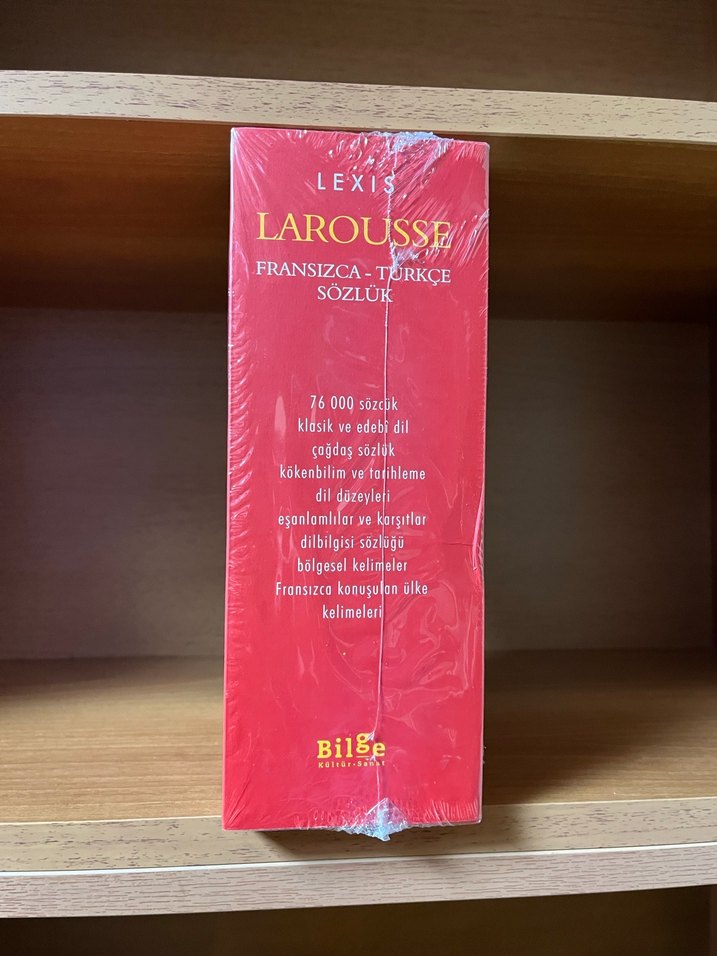 LEXIS
LAROUSSE
FRANSIZCA - TÜRKÇE
SÖZLÜK
76 000 sözcük
klasik ve edebî dil
çağdaş sözlük
kökenbilim ve tarihleme
dil düzeyleri
eşanlamlılar ve karşıtlar
dilbilgisi sözlüğü
bölgesel kelimeler
Fransızca konuşulan ülke
kelimeleri
Bilge
Kültür•Sanat